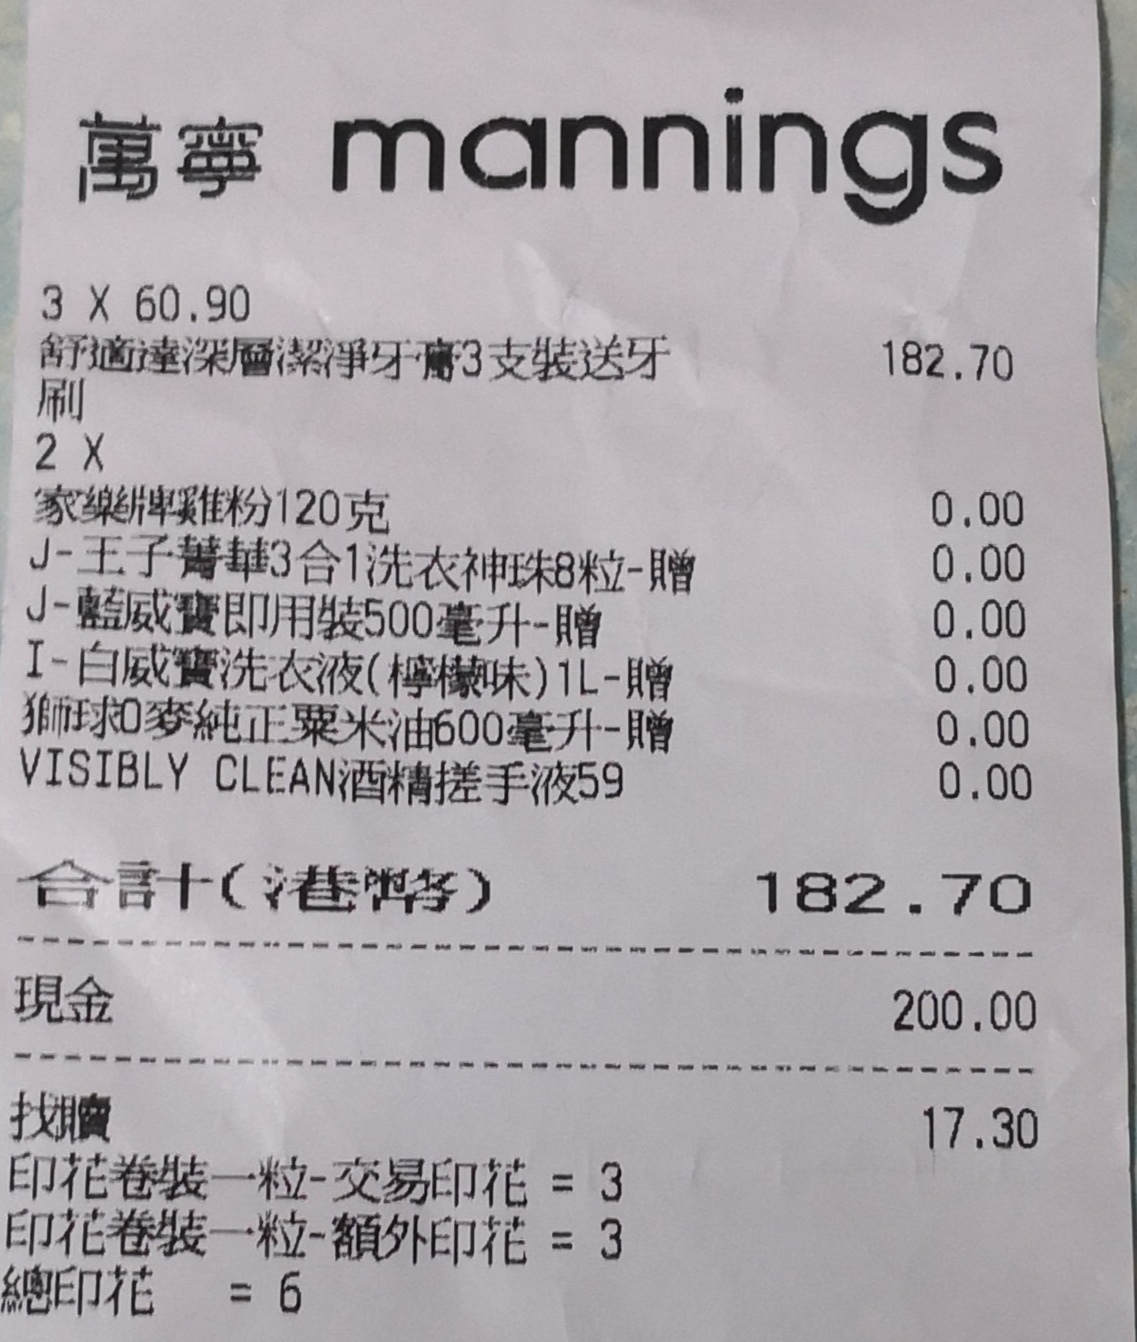 萬寧 mannings
3 X 60.90
舒適達深層潔淨牙膏3支裝送牙 182.70
刷
2 X
家樂牌雞粉120克 0.00
J-王子菁華3合1洗衣神珠8粒-贈 0.00
J-藍威寶即用裝500毫升-贈 0.00
I-白威寶洗衣液(檸檬味)1L-贈 0.00
獅球0麥純正粟米油600毫升-贈 0.00
VISIBLY CLEAN酒精搓手液59 0.00
合計(港幣) 182.70
現金 200.00
找贖 17.30
印花卷裝一粒-交易印花 = 3
印花卷裝一粒-額外印花 = 3
總印花 = 6